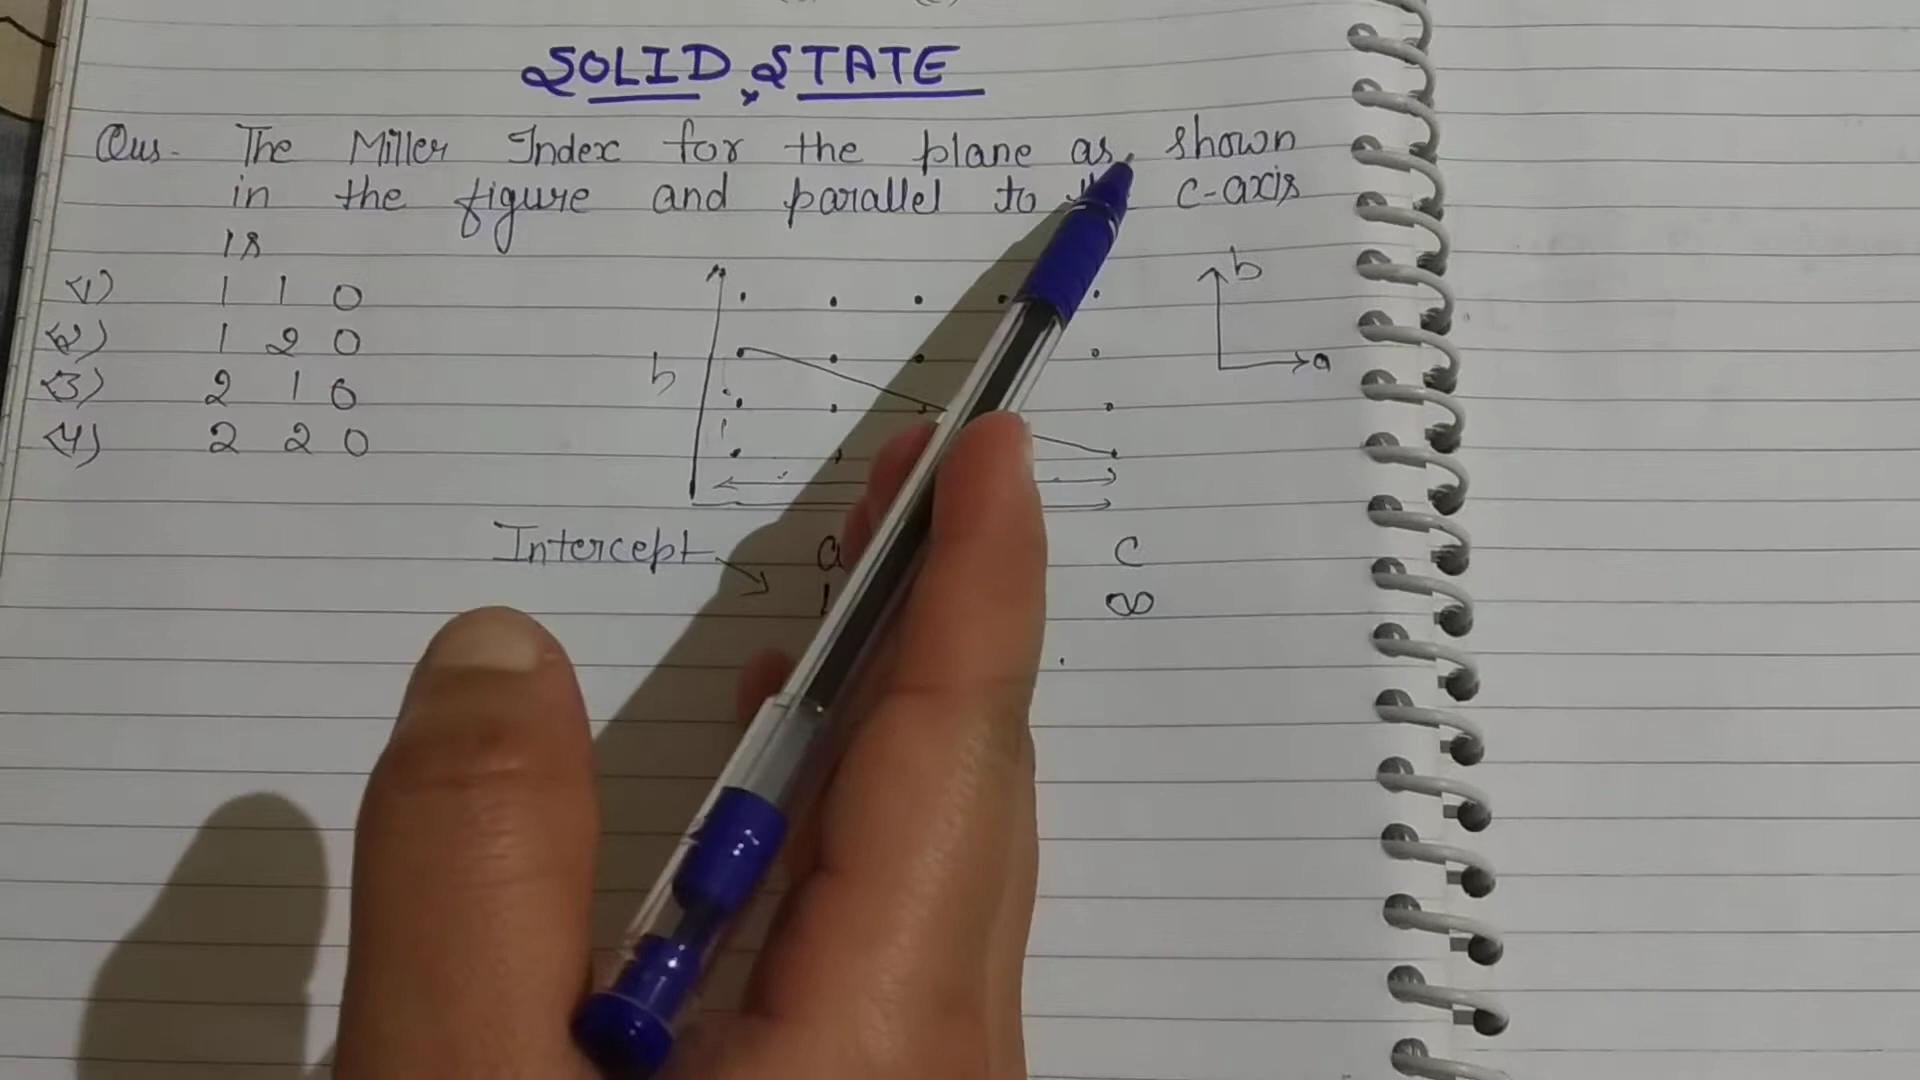 SOLID STATE
Qus. The Miller Index for the plane as shown
in the figure and parallel to c-axis
is
<1> 1 1 0
<2> 1 2 0
<3> 2 1 0
<4> 2 2 0
b
b
a
Intercept a c
∞